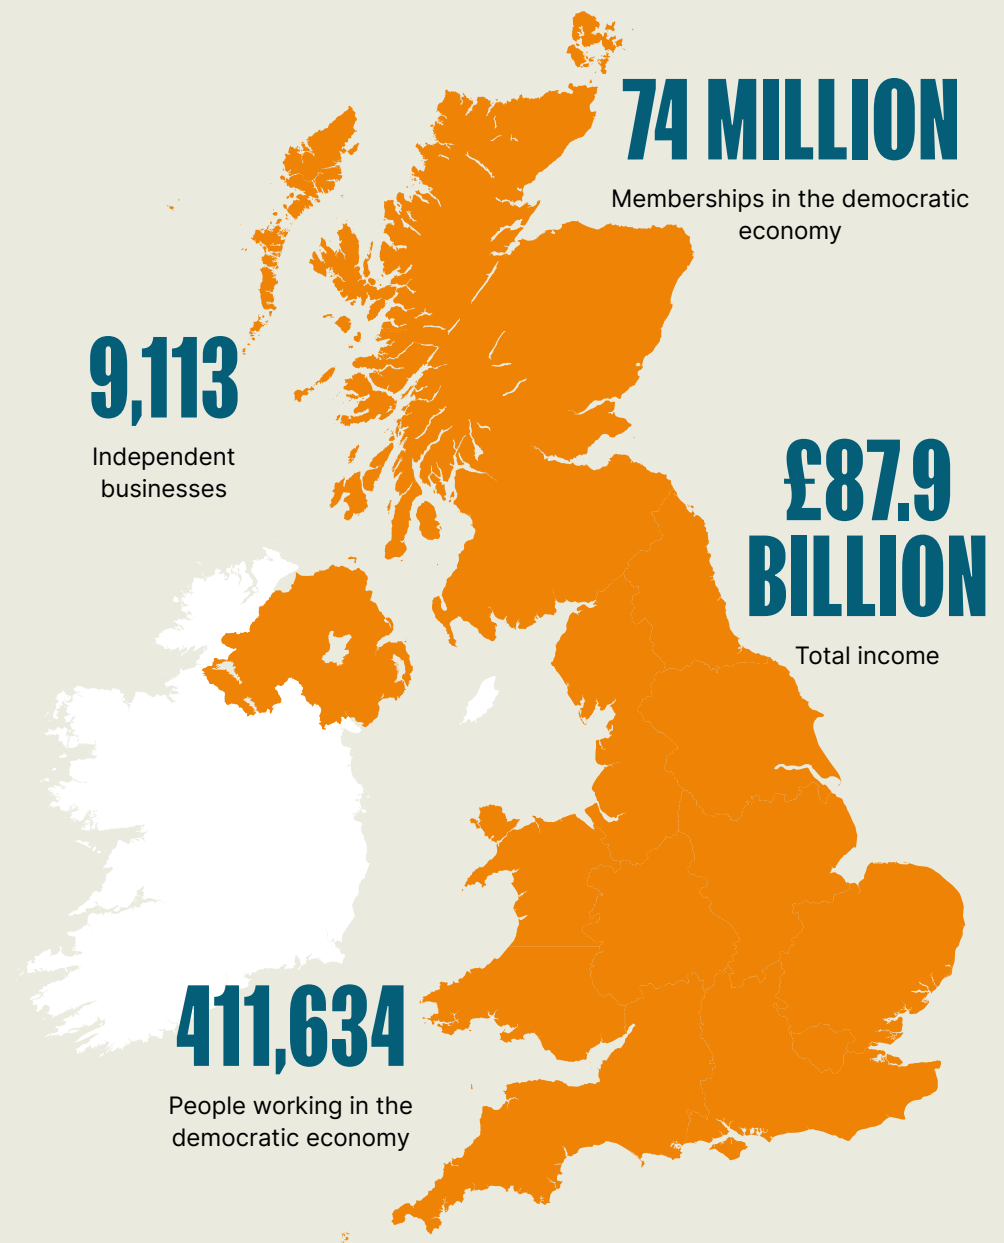 74 MILLION
Memberships in the democratic
economy
9,113
Independent
businesses
£87.9
BILLION
Total income
411,634
People working in the
democratic economy